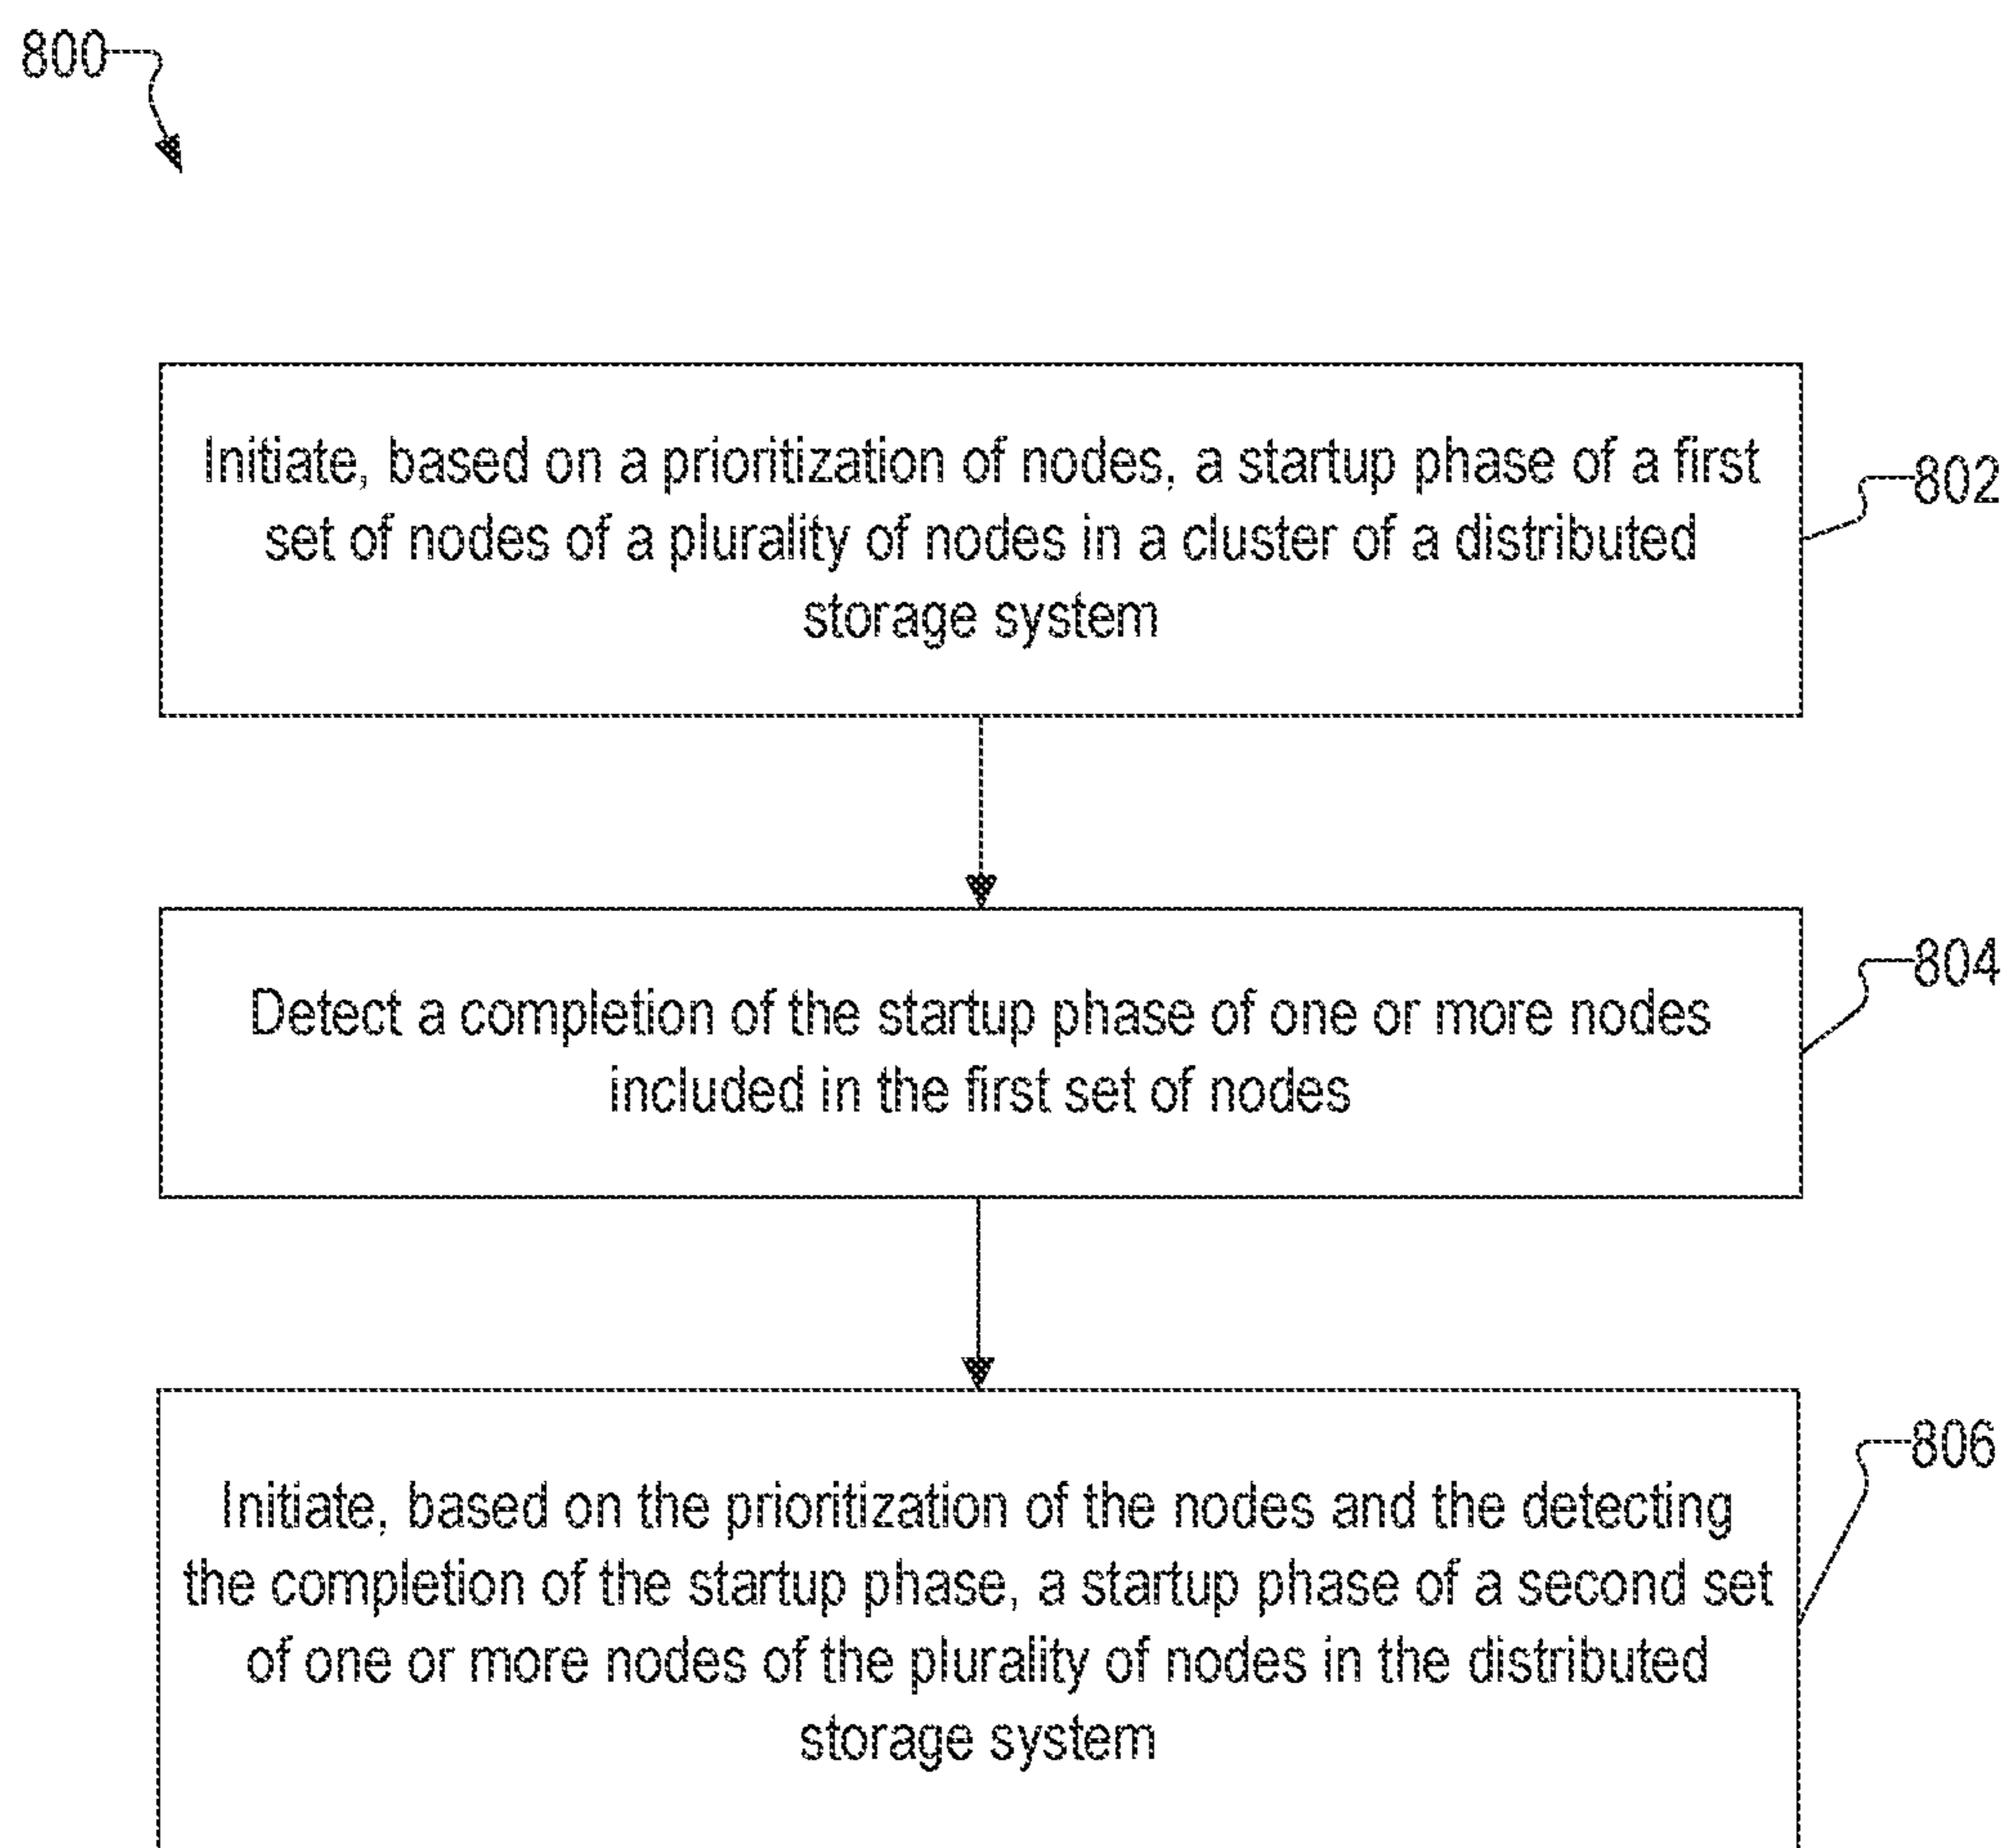 800
Initiate, based on a prioritization of nodes, a startup phase of a first
set of nodes of a plurality of nodes in a cluster of a distributed
storage system
802
Detect a completion of the startup phase of one or more nodes
included in the first set of nodes
804
Initiate, based on the prioritization of the nodes and the detecting
the completion of the startup phase, a startup phase of a second set
of one or more nodes of the plurality of nodes in the distributed
storage system
806